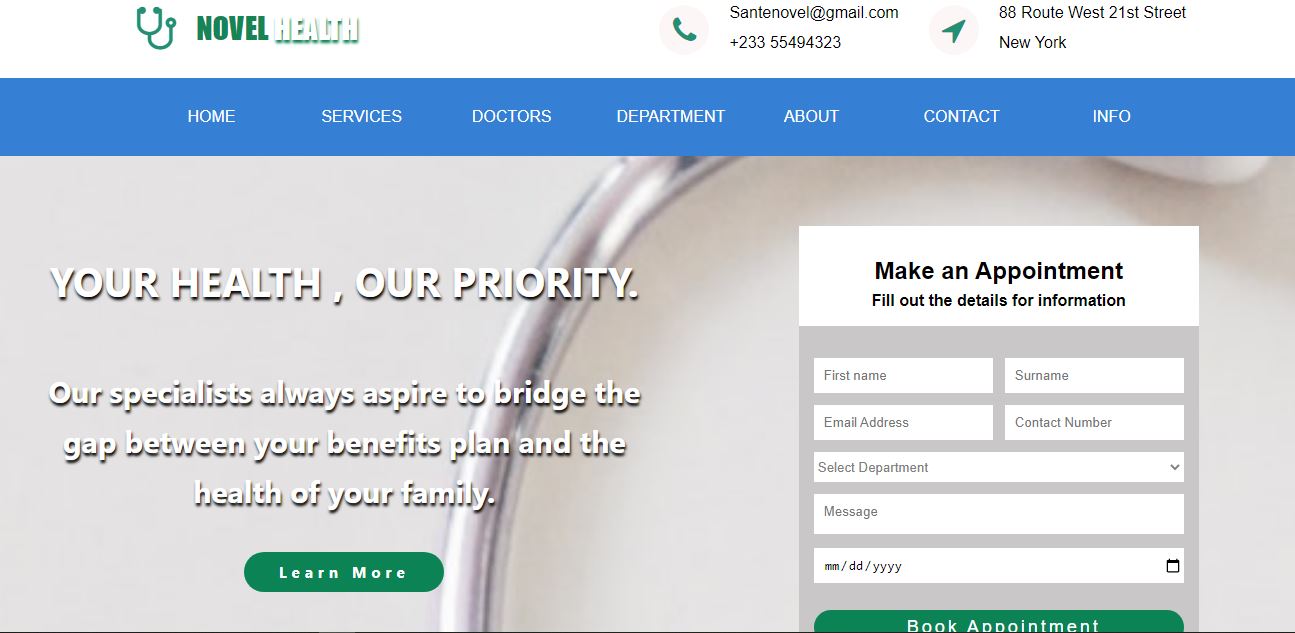 NOVEL HEALTH
Santenovel@gmail.com
+233 55494323
88 Route West 21st Street
New York
HOME SERVICES DOCTORS DEPARTMENT ABOUT CONTACT INFO
YOUR HEALTH , OUR PRIORITY.
Our specialists always aspire to bridge the
gap between your benefits plan and the
health of your family.
Learn More
Make an Appointment
Fill out the details for information
First name Surname
Email Address Contact Number
Select Department
Message
mm/dd/yyyy
Book Appointment